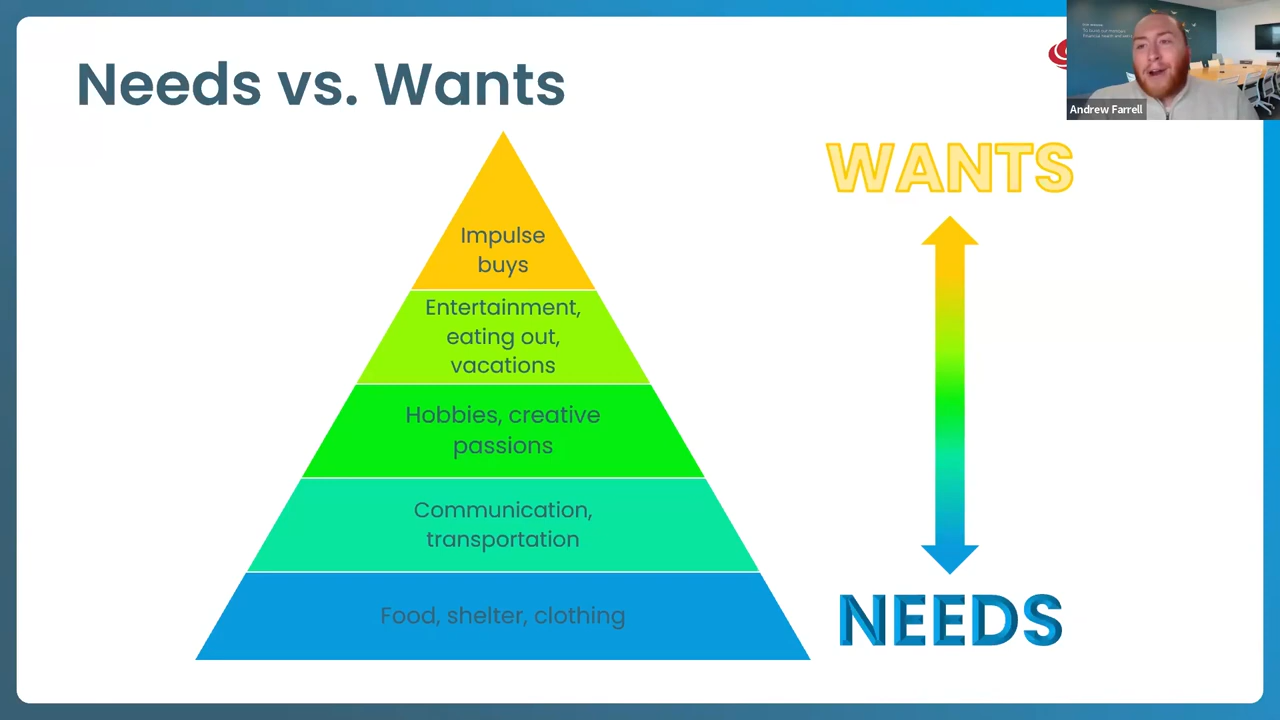 Needs vs. Wants
Andrew Farrell
WANTS
Impulse
buys
Entertainment,
eating out,
vacations
Hobbies, creative
passions
Communication,
transportation
Food, shelter, clothing
NEEDS